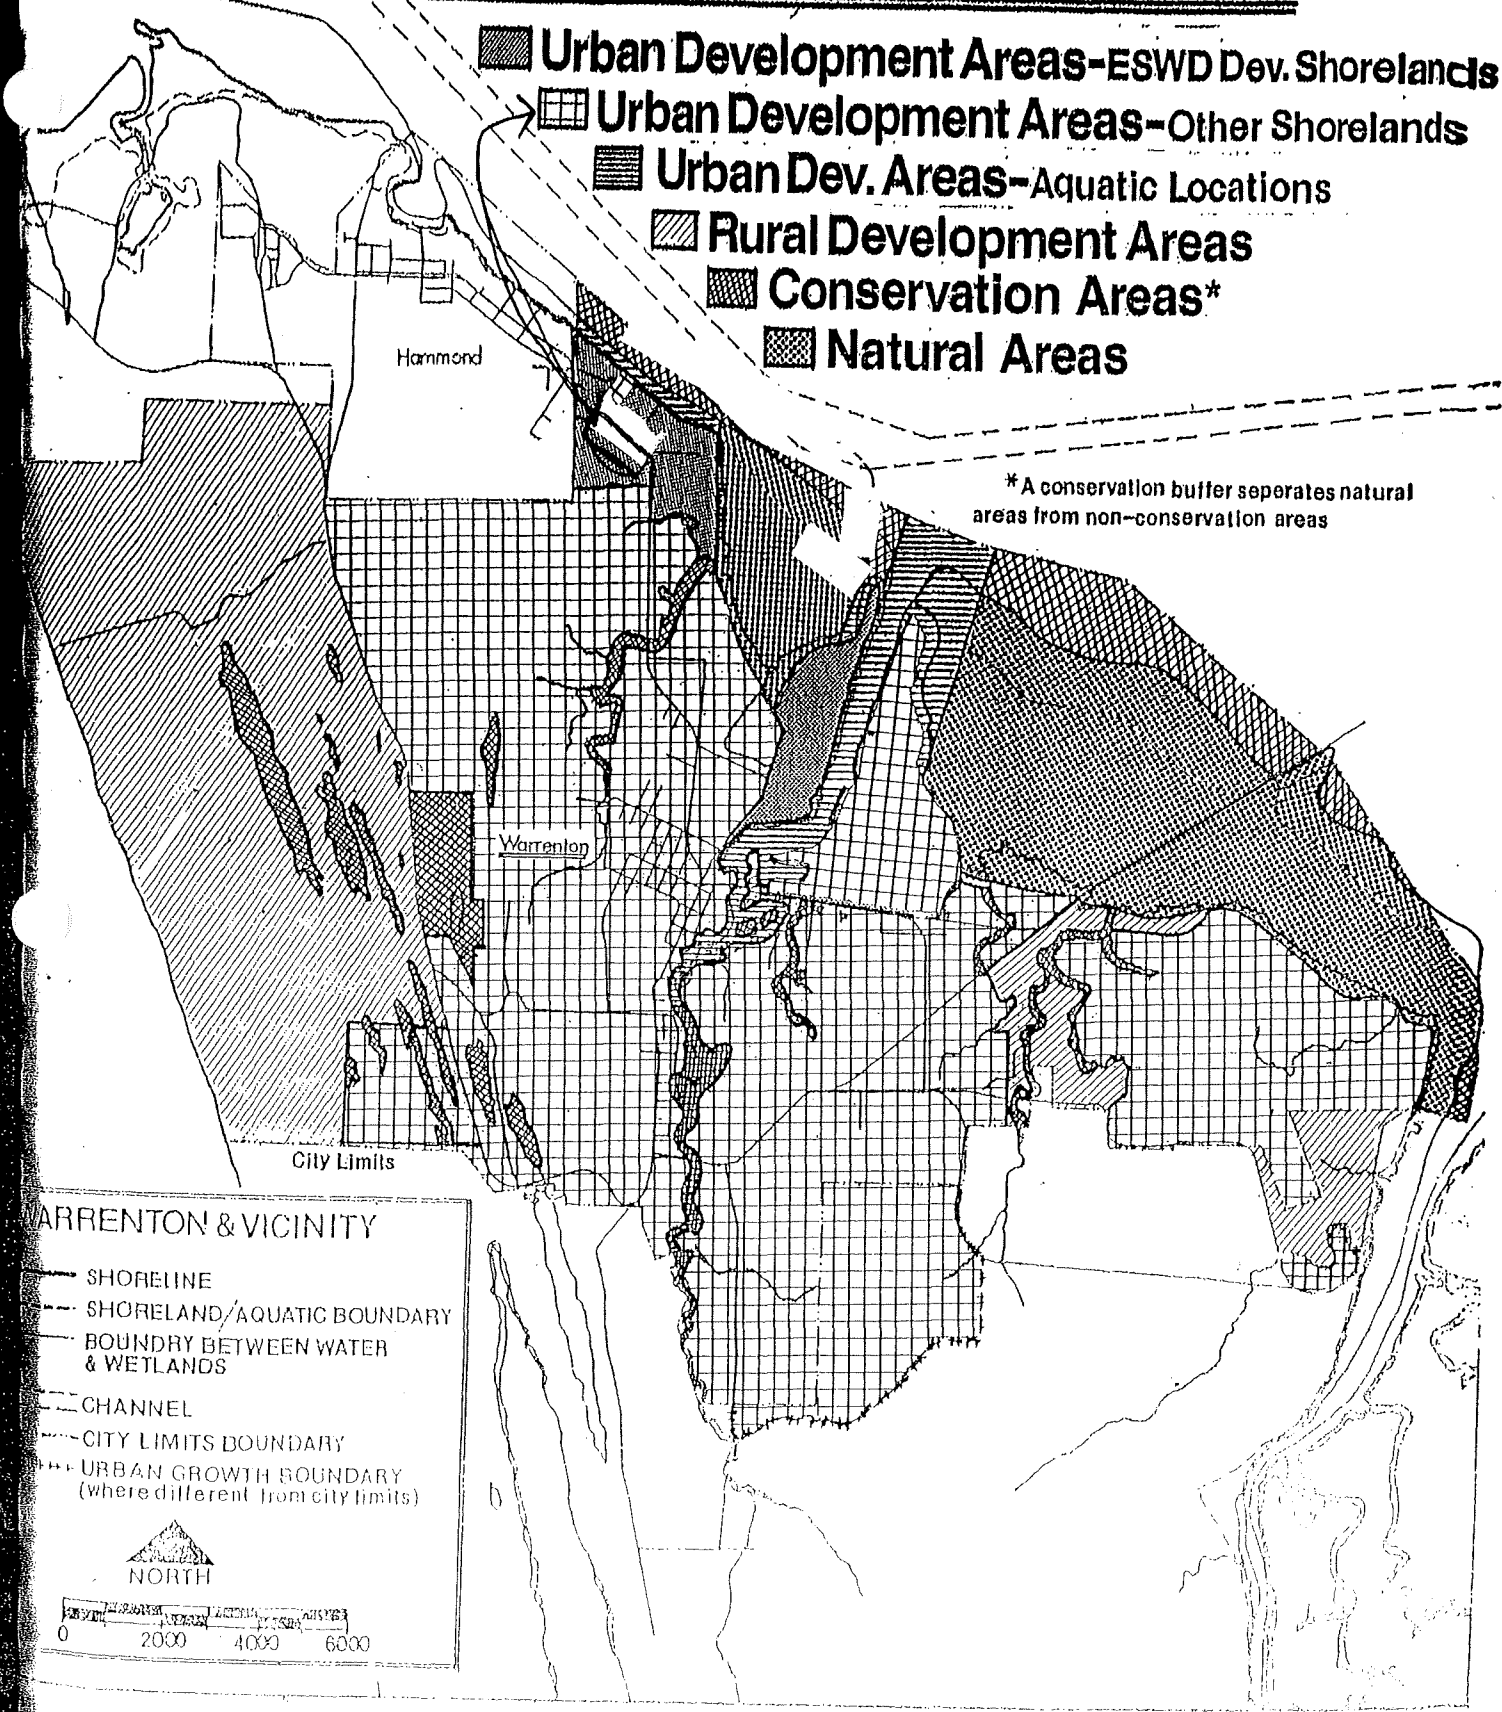 Urban Development Areas-ESWD Dev. Shorelands
Urban Development Areas-Other Shorelands
Urban Dev. Areas-Aquatic Locations
Rural Development Areas
Conservation Areas*
Natural Areas
Hammond
*A conservation buffer seperates natural
areas from non-conservation areas
Warrenton
City Limits
ARRENTON & VICINITY
SHORELINE
SHORELAND/AQUATIC BOUNDARY
BOUNDRY BETWEEN WATER
& WETLANDS
CHANNEL
CITY LIMITS BOUNDARY
URBAN GROWTH BOUNDARY
(where different from city limits)
NORTH
0 2000 4000 6000